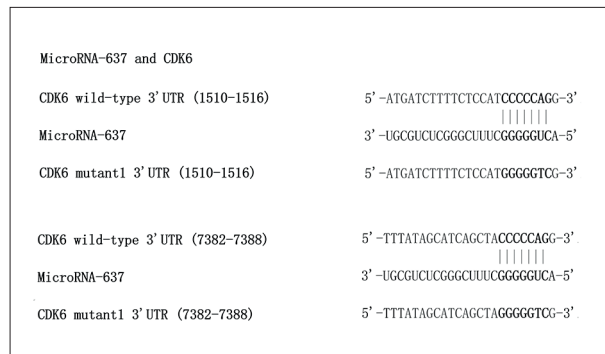 MicroRNA-637 and CDK6
CDK6 wild-type 3'UTR (1510-1516) 5'-ATGATCTTTTCTCCATCCCCCAGG-3'
MicroRNA-637 3'-UGCGUCUCGGGCUUUCGGGGGUCA-5'
CDK6 mutant1 3'UTR (1510-1516) 5'-ATGATCTTTTCTCCATGGGGGTCG-3'
CDK6 wild-type 3'UTR (7382-7388) 5'-TTTATAGCATCAGCTACCCCCAGG-3'
MicroRNA-637 3'-UGCGUCUCGGGCUUUCGGGGGUCA-5'
CDK6 mutant1 3'UTR (7382-7388) 5'-TTTATAGCATCAGCTAGGGGGTCG-3'